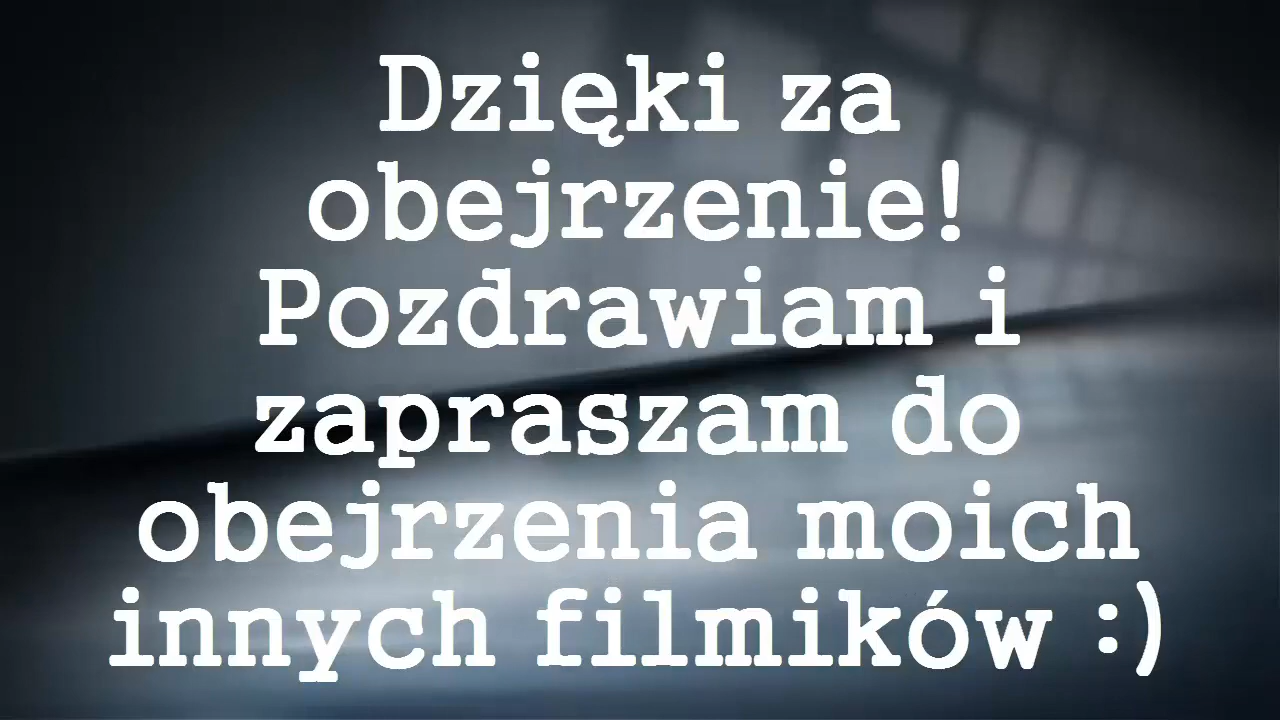 Dzięki za
obejrzenie!
Pozdrawiam i
zapraszam do
obejrzenia moich
innych filmików :)